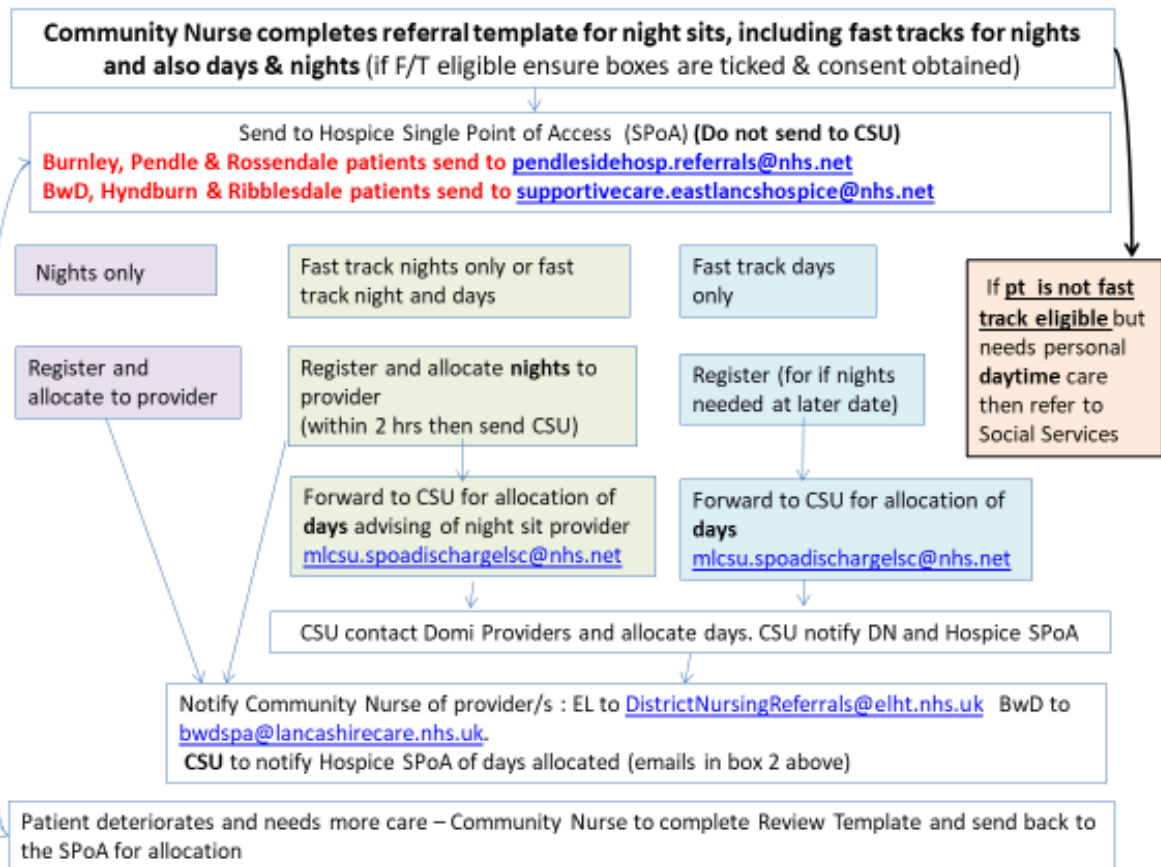 Community Nurse completes referral template for night sits, including fast tracks for nights
and also days & nights (if F/T eligible ensure boxes are ticked & consent obtained)
Send to Hospice Single Point of Access (SPoA) (Do not send to CSU)
Burnley, Pendle & Rossendale patients send to pendlesidehosp.referrals@nhs.net
BwD, Hyndburn & Ribblesdale patients send to supportivecare.eastlancshospice@nhs.net
Nights only
Fast track nights only or fast
track night and days
Fast track days
only
If pt is not fast
track eligible but
needs personal
daytime care
then refer to
Social Services
Register and
allocate to provider
Register and allocate nights to
provider
(within 2 hrs then send CSU)
Register (for if nights
needed at later date)
Forward to CSU for allocation of
days advising of night sit provider
mlcsu.spoadischargelsc@nhs.net
Forward to CSU for allocation of
days
mlcsu.spoadischargelsc@nhs.net
CSU contact Domi Providers and allocate days. CSU notify DN and Hospice SPoA
Notify Community Nurse of provider/s : EL to DistrictNursingReferrals@elht.nhs.uk BwD to
bwdspa@lancashirecare.nhs.uk.
CSU to notify Hospice SPoA of days allocated (emails in box 2 above)
Patient deteriorates and needs more care – Community Nurse to complete Review Template and send back to
the SPoA for allocation